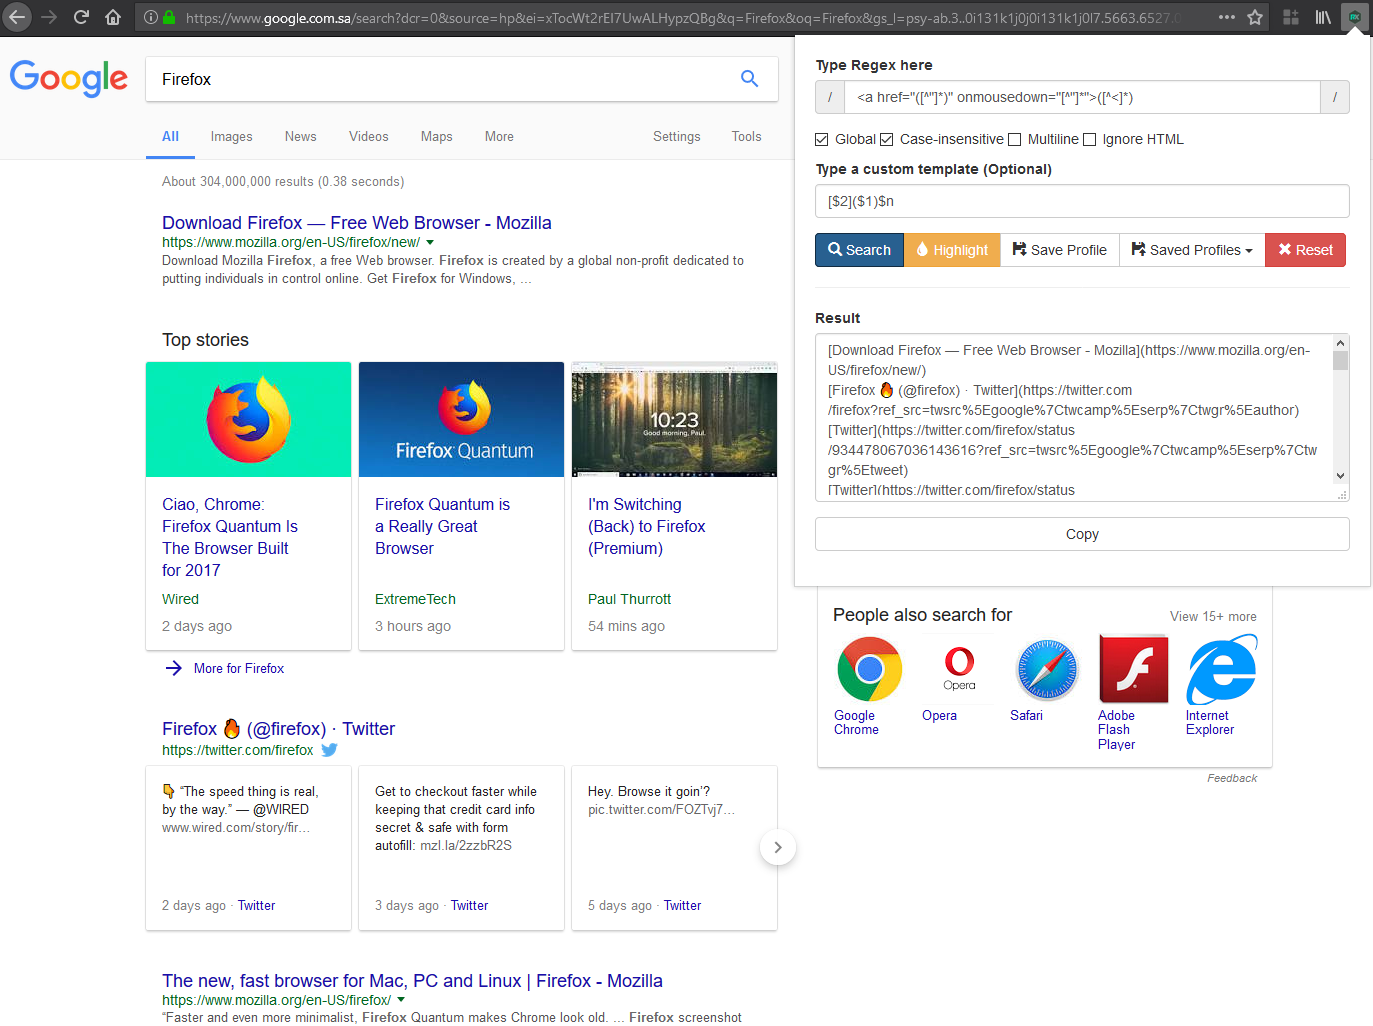 https://www.google.com.sa/search?dcr=0&source=hp&ei=xTocWt2rEI7UwALHypzQBg&q=Firefox&oq=Firefox&gs_l=psy-ab.3..0i131k1j0j0i131k1j0l7.5663.6527.
Google
Firefox
All Images News Videos Maps More Settings Tools
About 304,000,000 results (0.38 seconds)
Download Firefox — Free Web Browser - Mozilla
https://www.mozilla.org/en-US/firefox/new/
Download Mozilla Firefox, a free Web browser. Firefox is created by a global non-profit dedicated to
putting individuals in control online. Get Firefox for Windows, ...
Top stories
10:23
Good morning, Paul.
Firefox Quantum
Ciao, Chrome:
Firefox Quantum Is
The Browser Built
for 2017
Wired
2 days ago
Firefox Quantum is
a Really Great
Browser
ExtremeTech
3 hours ago
I'm Switching
(Back) to Firefox
(Premium)
Paul Thurrott
54 mins ago
More for Firefox
Firefox 🔥 (@firefox) · Twitter
https://twitter.com/firefox
👇 “The speed thing is real,
by the way.” — @WIRED
www.wired.com/story/fir...
2 days ago · Twitter
Get to checkout faster while
keeping that credit card info
secret & safe with form
autofill: mzl.la/2zzbR2S
3 days ago · Twitter
Hey. Browse it goin’?
pic.twitter.com/FOZTvj7...
5 days ago · Twitter
The new, fast browser for Mac, PC and Linux | Firefox - Mozilla
https://www.mozilla.org/en-US/firefox/
“Faster and even more minimalist, Firefox Quantum makes Chrome look old. ... Firefox screenshot
Type Regex here
/ <a href="([^"]*)" onmousedown="[^"]*">([^<]*) /
Global Case-insensitive Multiline Ignore HTML
Type a custom template (Optional)
[$2]($1)$n
Search Highlight Save Profile Saved Profiles Reset
Result
[Download Firefox — Free Web Browser - Mozilla](https://www.mozilla.org/en-
US/firefox/new/)
[Firefox 🔥 (@firefox) · Twitter](https://twitter.com
/firefox?ref_src=twsrc%5Egoogle%7Ctwcamp%5Eserp%7Ctwgr%5Eauthor)
[Twitter](https://twitter.com/firefox/status
/934478067036143616?ref_src=twsrc%5Egoogle%7Ctwcamp%5Eserp%7Ctw
gr%5Etweet)
[Twitter](https://twitter.com/firefox/status
Copy
People also search for
View 15+ more
Opera
Google
Chrome
Opera
Safari
Adobe
Flash
Player
Internet
Explorer
Feedback